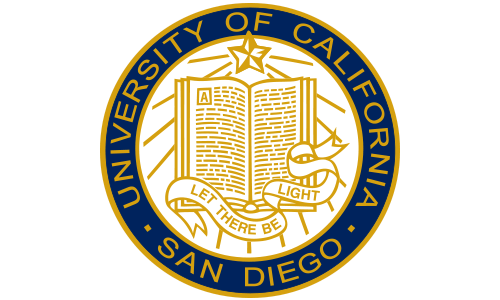 UNIVERSITY OF CALIFORNIA
· SAN DIEGO ·
A
LET THERE BE LIGHT